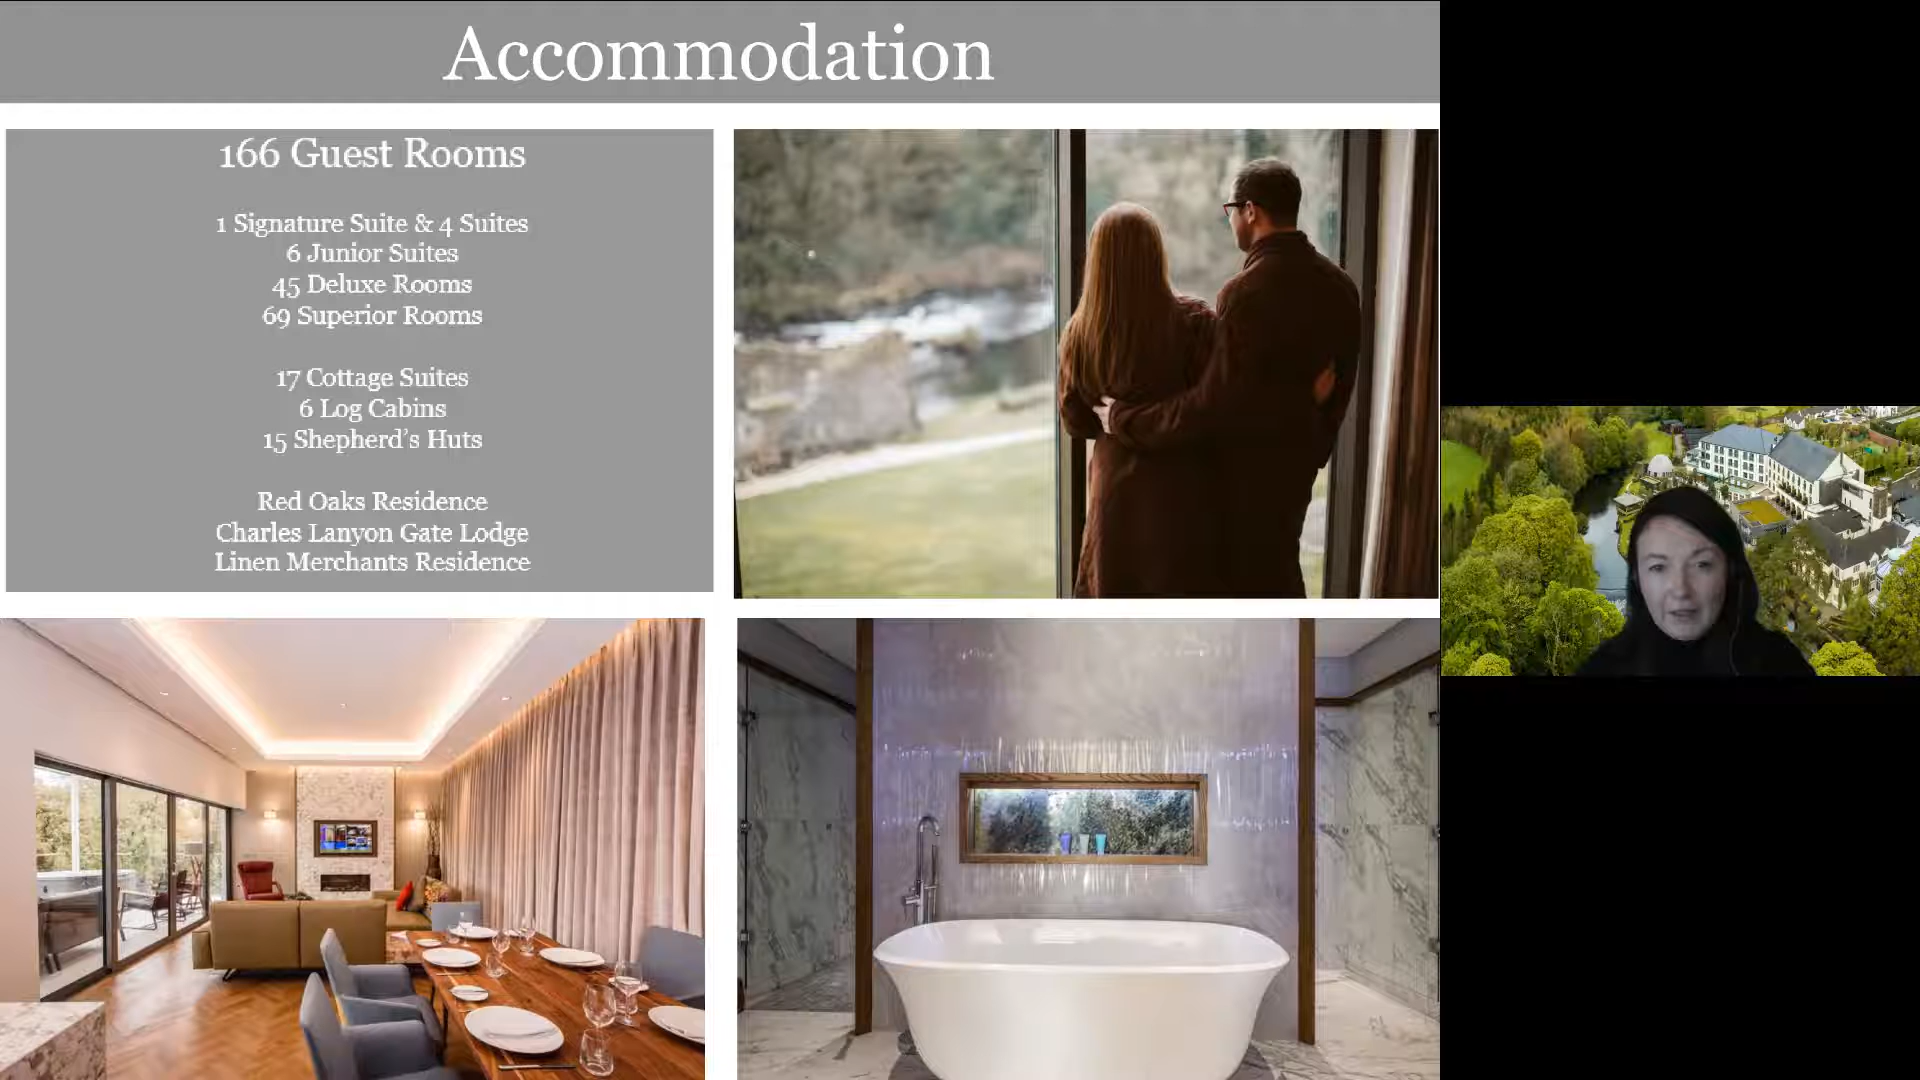 Accommodation
166 Guest Rooms
1 Signature Suite & 4 Suites
6 Junior Suites
45 Deluxe Rooms
69 Superior Rooms
17 Cottage Suites
6 Log Cabins
15 Shepherd’s Huts
Red Oaks Residence
Charles Lanyon Gate Lodge
Linen Merchants Residence